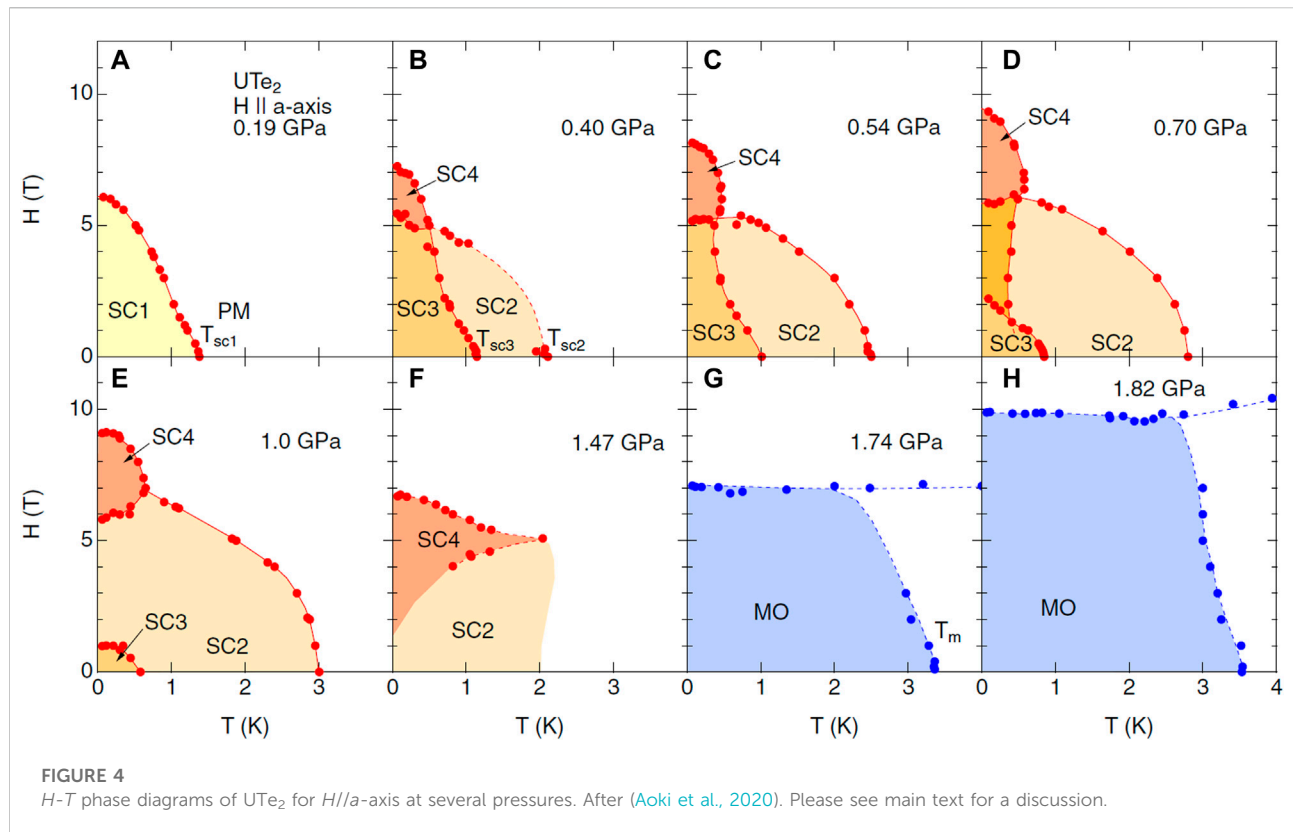 A
UTe2
H || a-axis
0.19 GPa
SC1
PM
Tsc1
B
0.40 GPa
SC4
SC3
SC2
Tsc3
Tsc2
C
0.54 GPa
SC4
SC3
SC2
D
SC4
0.70 GPa
SC3
SC2
10
5
0
H (T)
E
1.0 GPa
SC4
SC3
SC2
F
1.47 GPa
SC4
SC2
G
1.74 GPa
MO
Tm
H
1.82 GPa
MO
10
5
0
H (T)
0 1 2 3 0 1 2 3 0 1 2 3 0 1 2 3 4
T (K) T (K) T (K) T (K)
FIGURE 4
H-T phase diagrams of UTe2 for H//a-axis at several pressures. After (Aoki et al., 2020). Please see main text for a discussion.